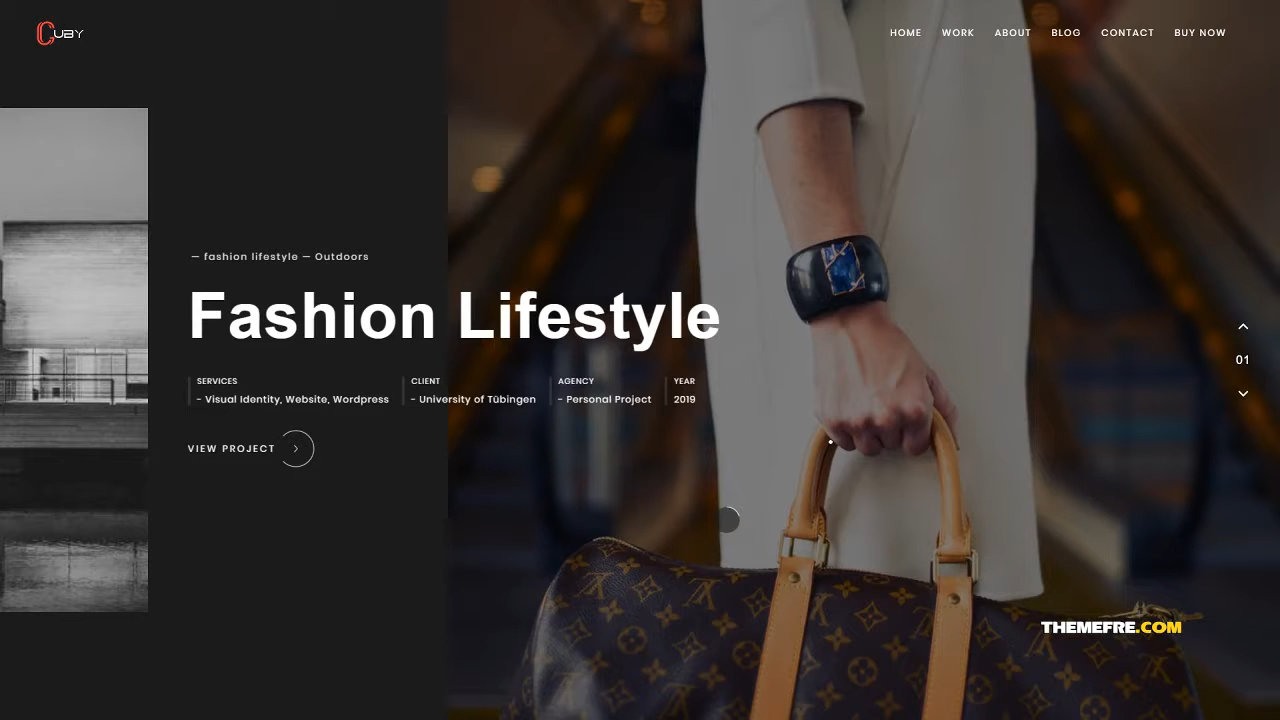 CUBY
HOME WORK ABOUT BLOG CONTACT BUY NOW
— fashion lifestyle — Outdoors
Fashion Lifestyle
SERVICES
- Visual Identity, Website, Wordpress
CLIENT
- University of Tübingen
AGENCY
- Personal Project
YEAR
2019
VIEW PROJECT
01
THEMEFRE.COM